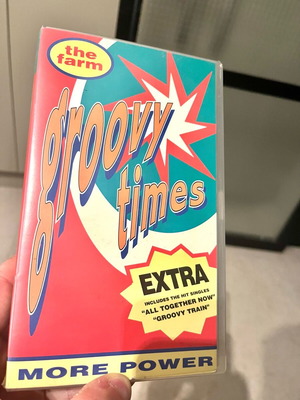 the
farm
groovy
times
EXTRA
INCLUDES THE HIT SINGLES
"ALL TOGETHER NOW"
"GROOVY TRAIN"
MORE POWER